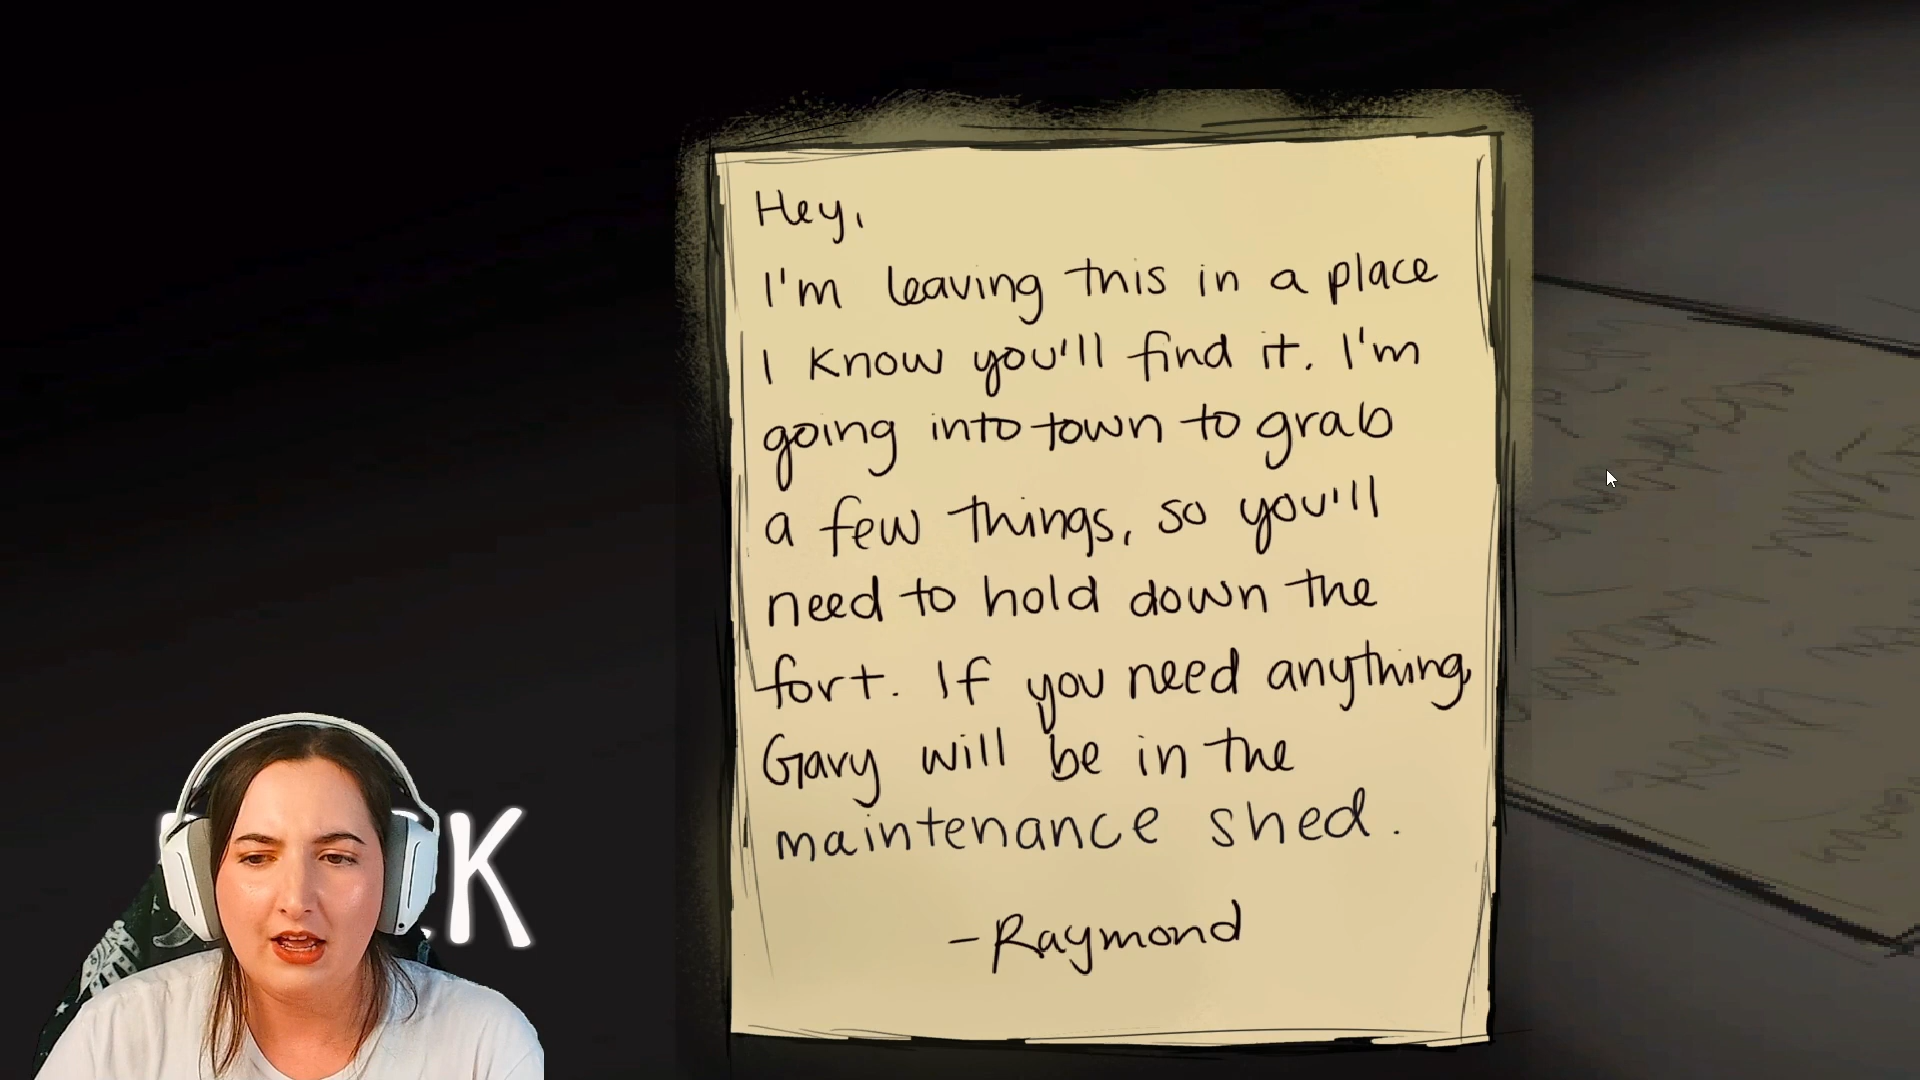 Hey,
I'm leaving this in a place
I know you'll find it. I'm
going into town to grab
a few things, so you'll
need to hold down the
fort. If you need anything,
Gary will be in the
maintenance shed.
-Raymond